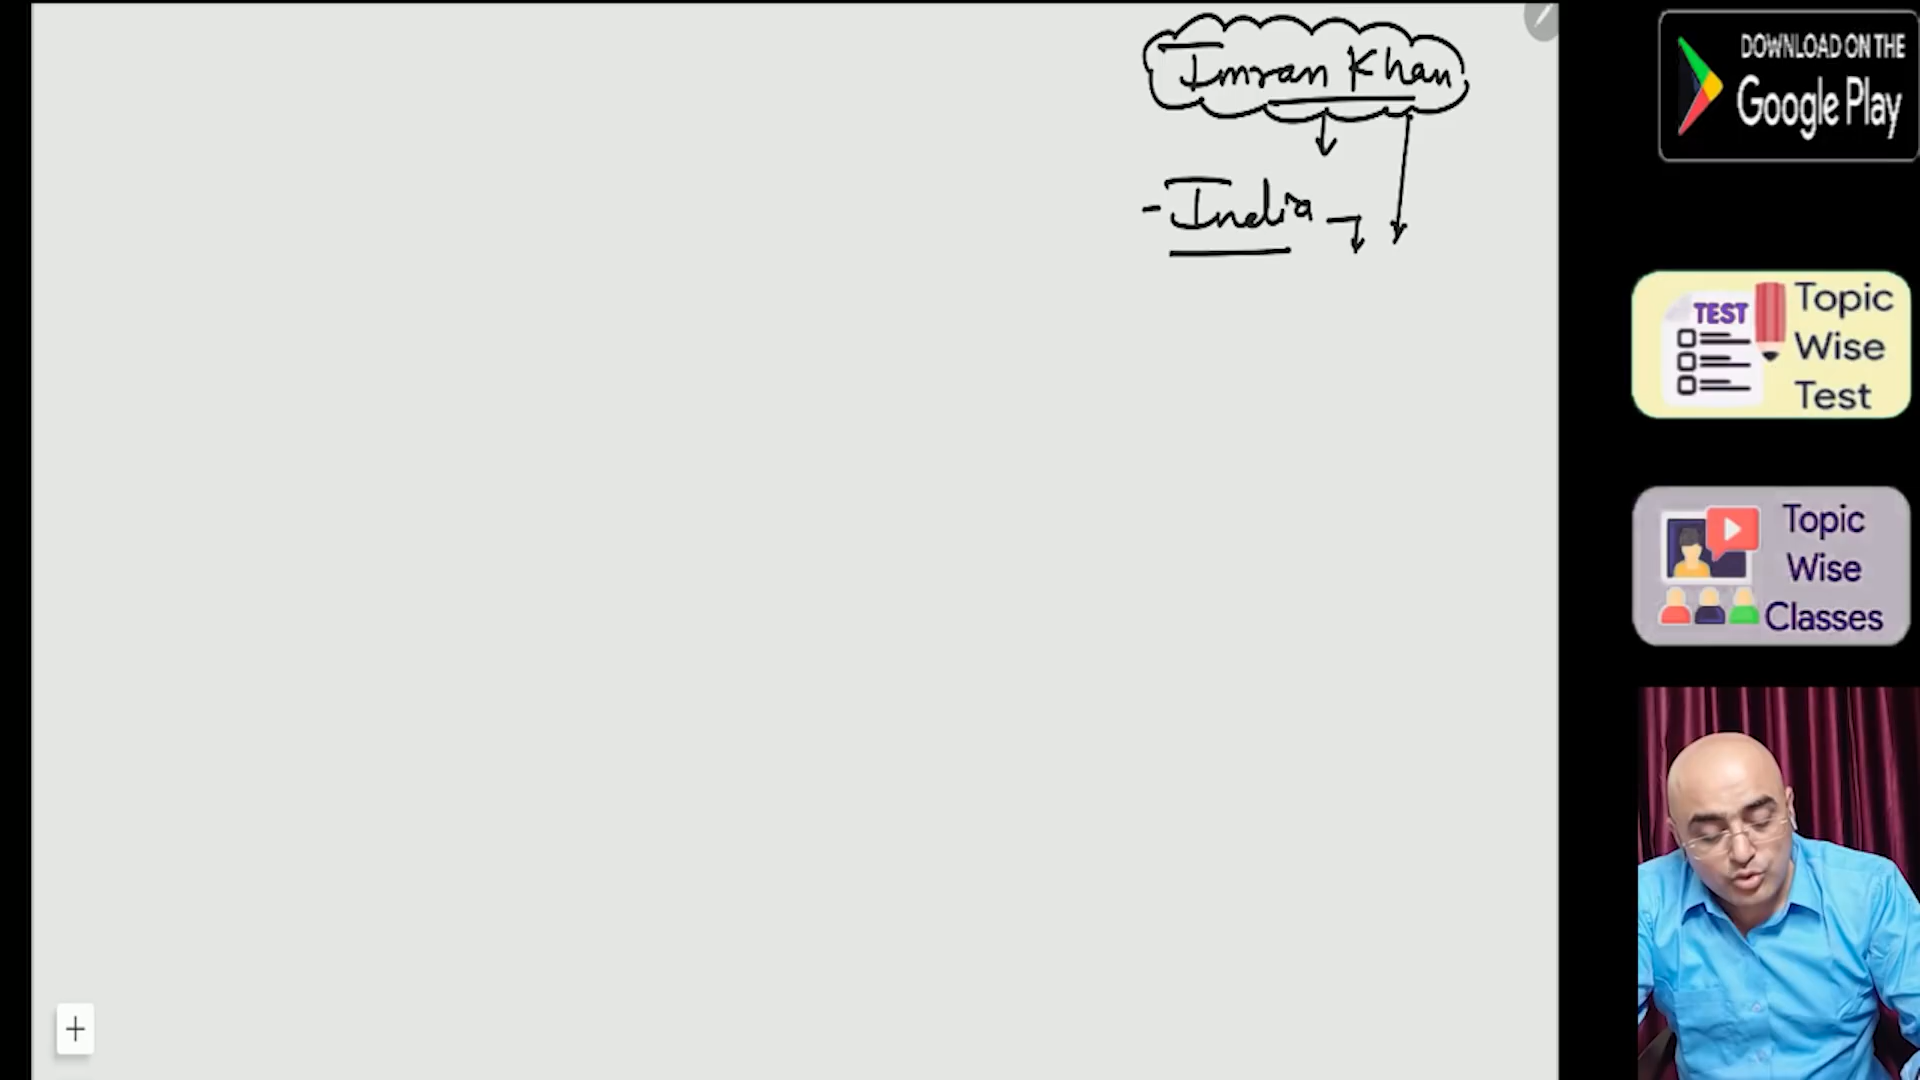 Imran Khan
- India
DOWNLOAD ON THE
Google Play
TEST
Topic
Wise
Test
Topic
Wise
Classes
+